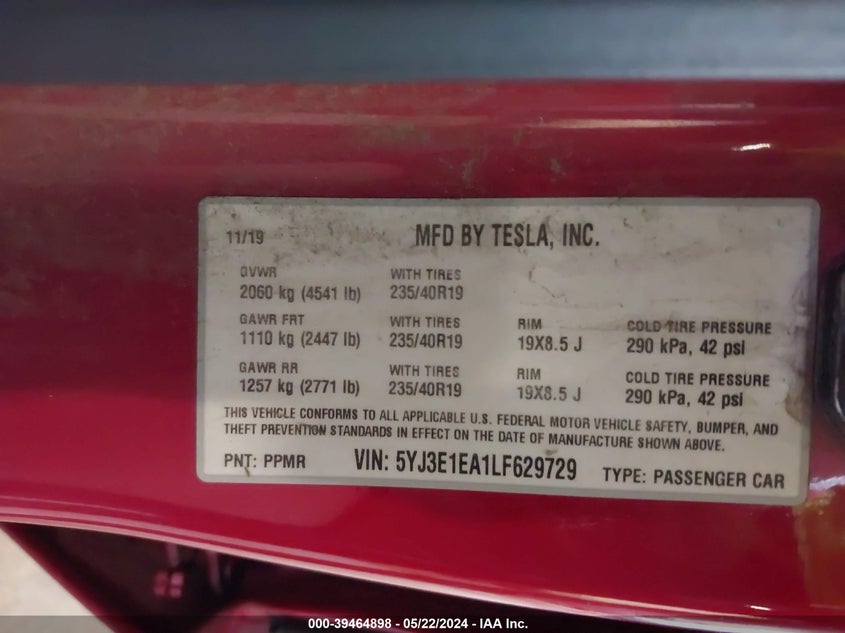 11/19 MFD BY TESLA, INC.
GVWR WITH TIRES
2060 kg (4541 lb) 235/40R19
GAWR FRT WITH TIRES RIM COLD TIRE PRESSURE
1110 kg (2447 lb) 235/40R19 19X8.5 J 290 kPa, 42 psi
GAWR RR WITH TIRES RIM COLD TIRE PRESSURE
1257 kg (2771 lb) 235/40R19 19X8.5 J 290 kPa, 42 psi
THIS VEHICLE CONFORMS TO ALL APPLICABLE U.S. FEDERAL MOTOR VEHICLE SAFETY, BUMPER, AND
THEFT PREVENTION STANDARDS IN EFFECT ON THE DATE OF MANUFACTURE SHOWN ABOVE.
PNT: PPMR VIN: 5YJ3E1EA1LF629729 TYPE: PASSENGER CAR
000-39464898 - 05/22/2024 - IAA Inc.